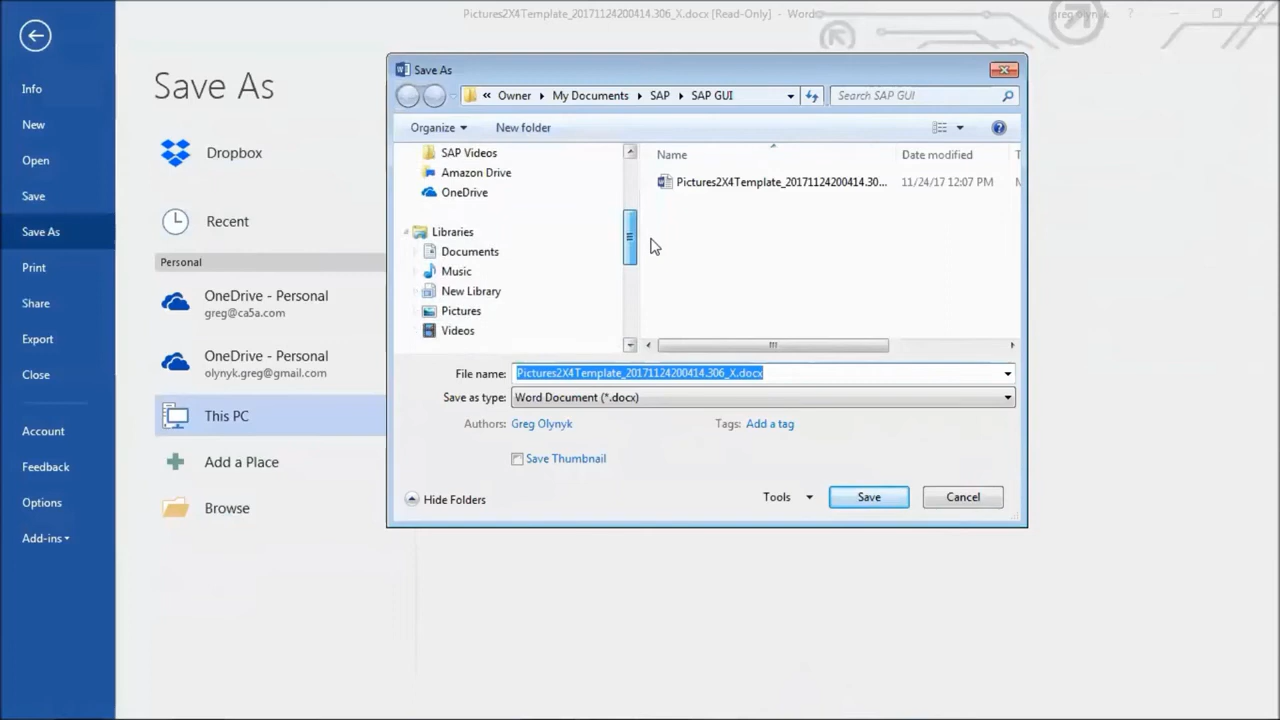 Pictures2X4Template_20171124200414.306_X.docx [Read-Only] - Word
greg olynyk
?
Info
New
Open
Save
Save As
Print
Share
Export
Close
Account
Feedback
Options
Add-ins
Save As
Dropbox
Recent
Personal
OneDrive - Personal
greg@ca5a.com
OneDrive - Personal
olynyk.greg@gmail.com
This PC
Add a Place
Browse
Save As
« Owner My Documents SAP SAP GUI
Search SAP GUI
Organize New folder
SAP Videos
Amazon Drive
OneDrive
Libraries
Documents
Music
New Library
Pictures
Videos
Name Date modified
Pictures2X4Template_20171124200414.30... 11/24/17 12:07 PM
File name: Pictures2X4Template_20171124200414.306_X.docx
Save as type: Word Document (*.docx)
Authors: Greg Olynyk Tags: Add a tag
Save Thumbnail
Hide Folders Tools Save Cancel